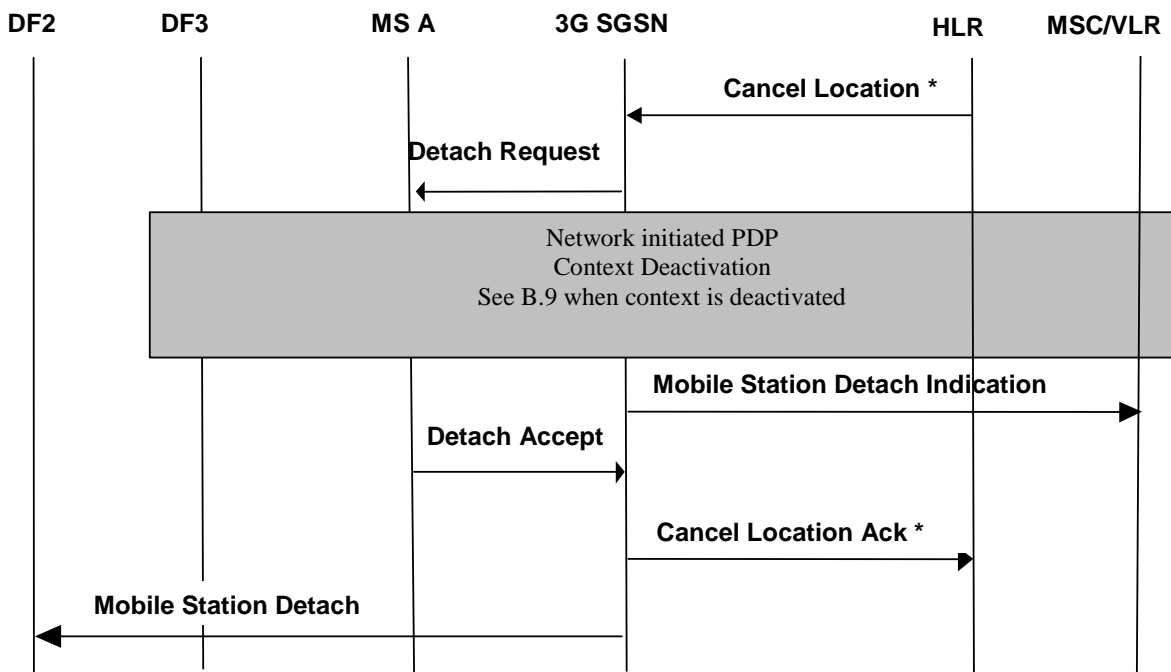 DF2 DF3 MS A 3G SGSN HLR MSC/VLR
Cancel Location *
Detach Request
Network initiated PDP
Context Deactivation
See B.9 when context is deactivated
Mobile Station Detach Indication
Detach Accept
Cancel Location Ack *
Mobile Station Detach